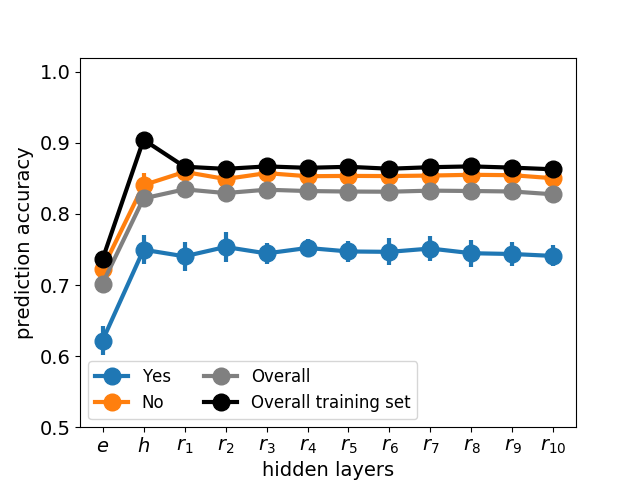 1.0
0.9
0.8
0.7
0.6
0.5
prediction accuracy
Yes
No
Overall
Overall training set
e h r₁ r₂ r₃ r₄ r₅ r₆ r₇ r₈ r₉ r₁₀
hidden layers